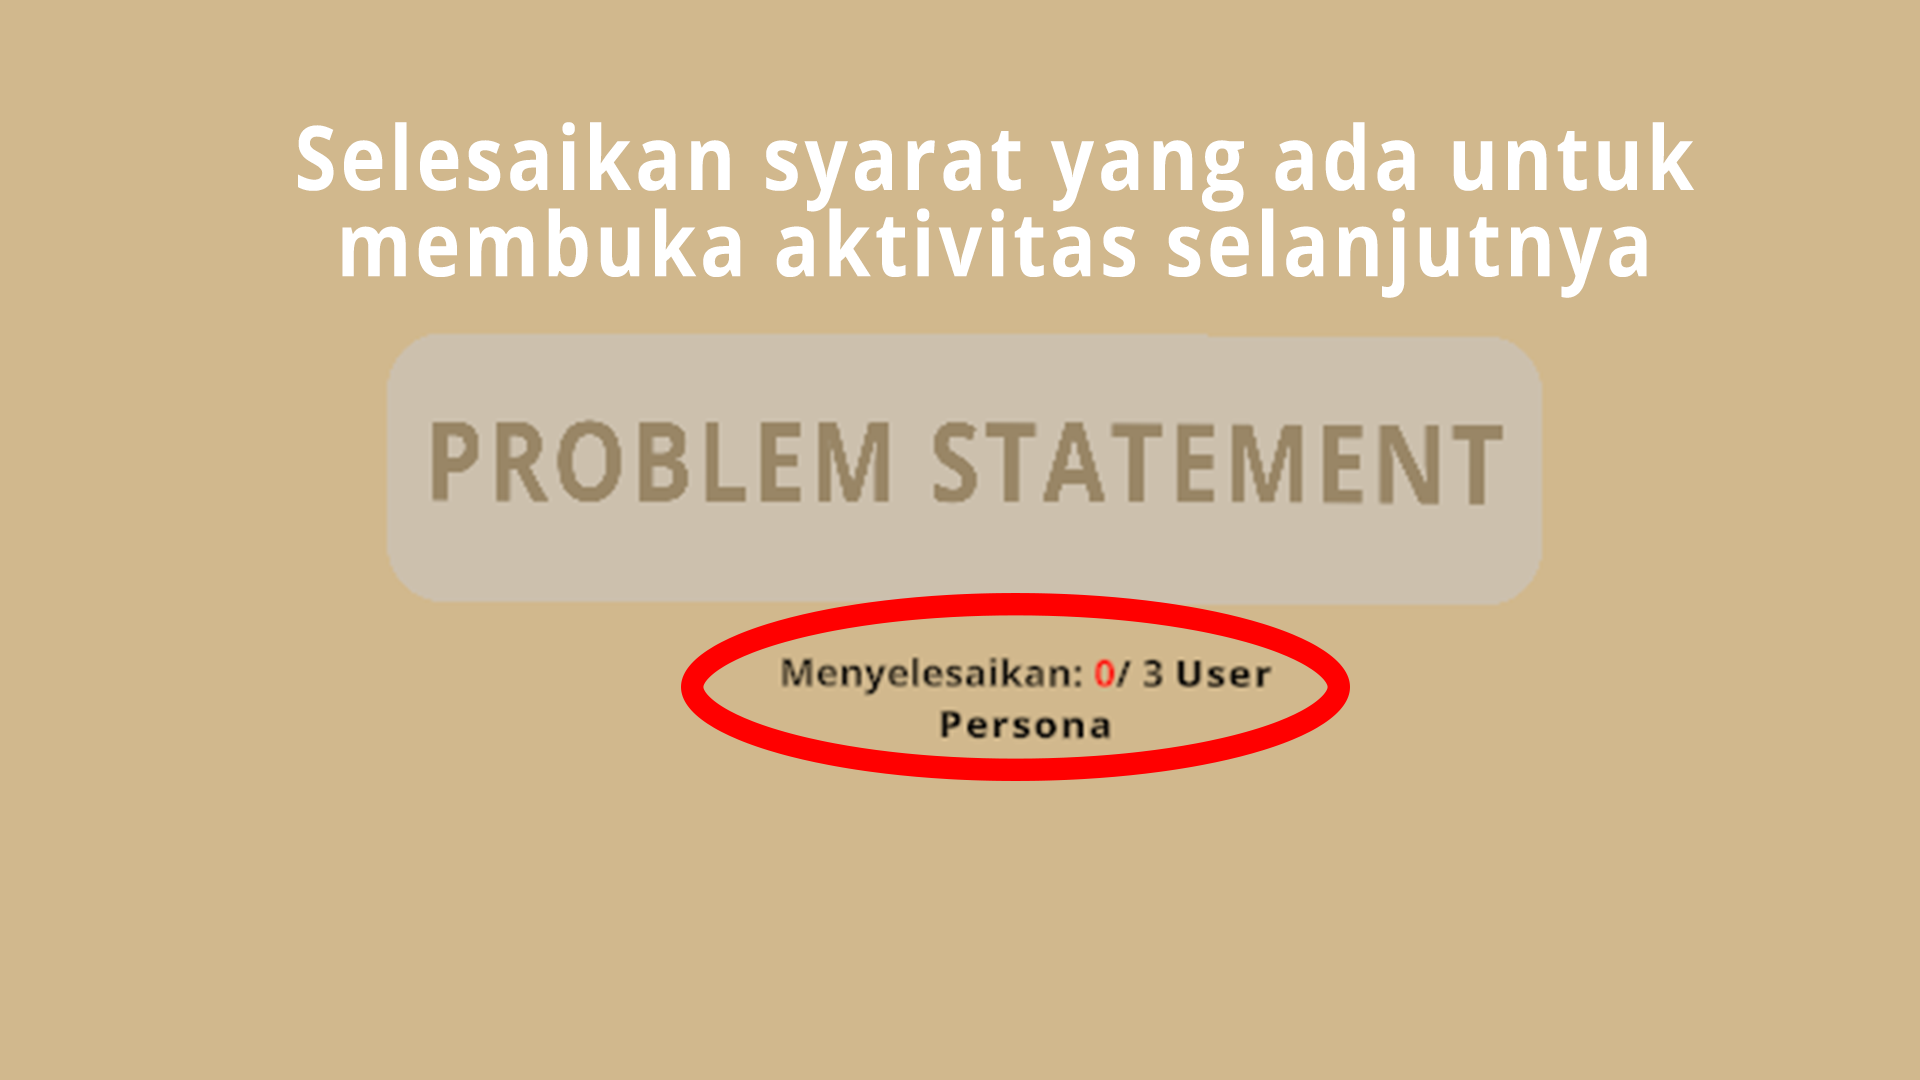 Selesaikan syarat yang ada untuk
membuka aktivitas selanjutnya
PROBLEM STATEMENT
Menyelesaikan: 0/ 3 User
Persona